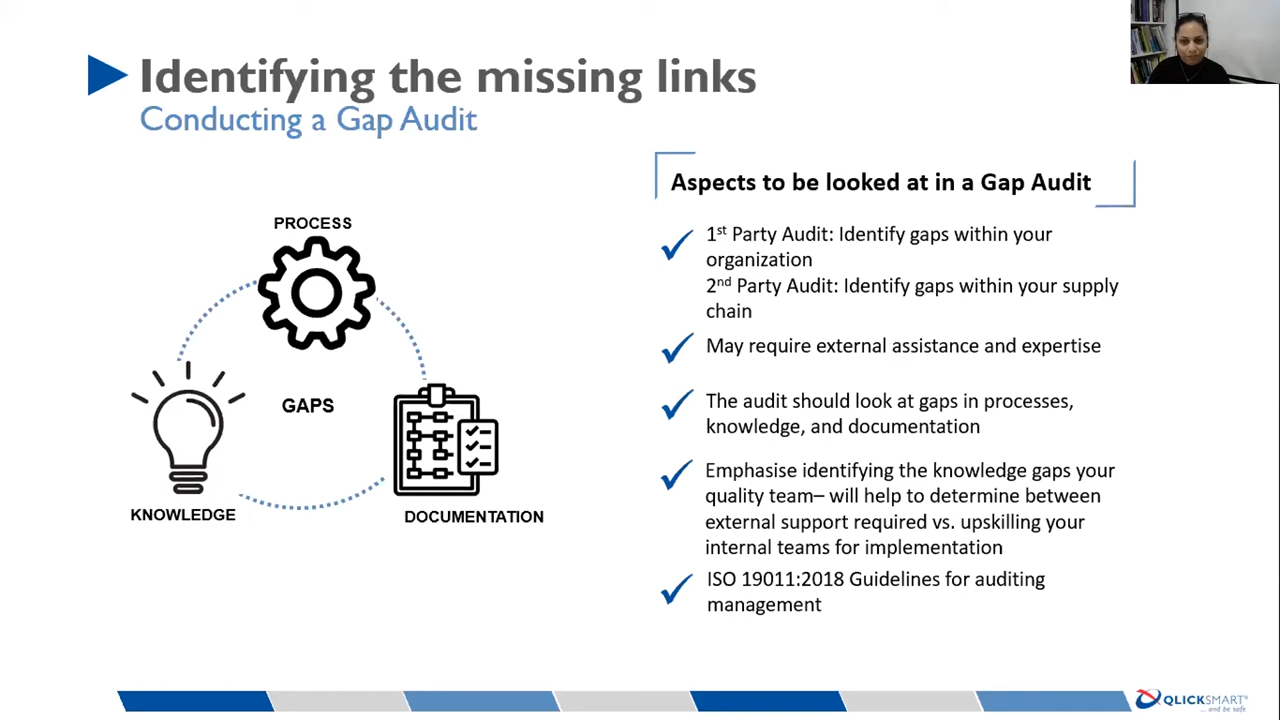 Identifying the missing links
Conducting a Gap Audit
PROCESS
GAPS
KNOWLEDGE
DOCUMENTATION
Aspects to be looked at in a Gap Audit
1st Party Audit: Identify gaps within your
organization
2nd Party Audit: Identify gaps within your supply
chain
May require external assistance and expertise
The audit should look at gaps in processes,
knowledge, and documentation
Emphasise identifying the knowledge gaps your
quality team– will help to determine between
external support required vs. upskilling your
internal teams for implementation
ISO 19011:2018 Guidelines for auditing
management
QLICKSMART®
... and be safe